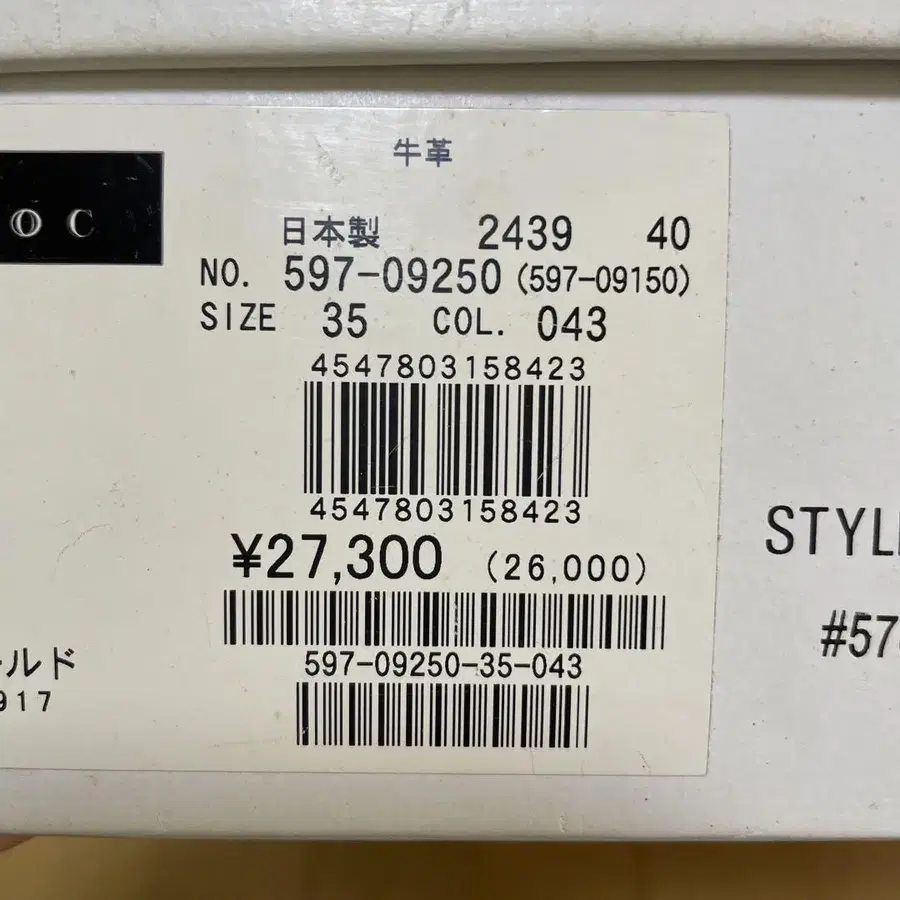 牛革
O C
日本製 2439 40
NO. 597-09250 (597-09150)
SIZE 35 COL. 043
4547803158423
4547803158423
¥27,300 (26,000)
597-09250-35-043
ールド
917
STYL
#57